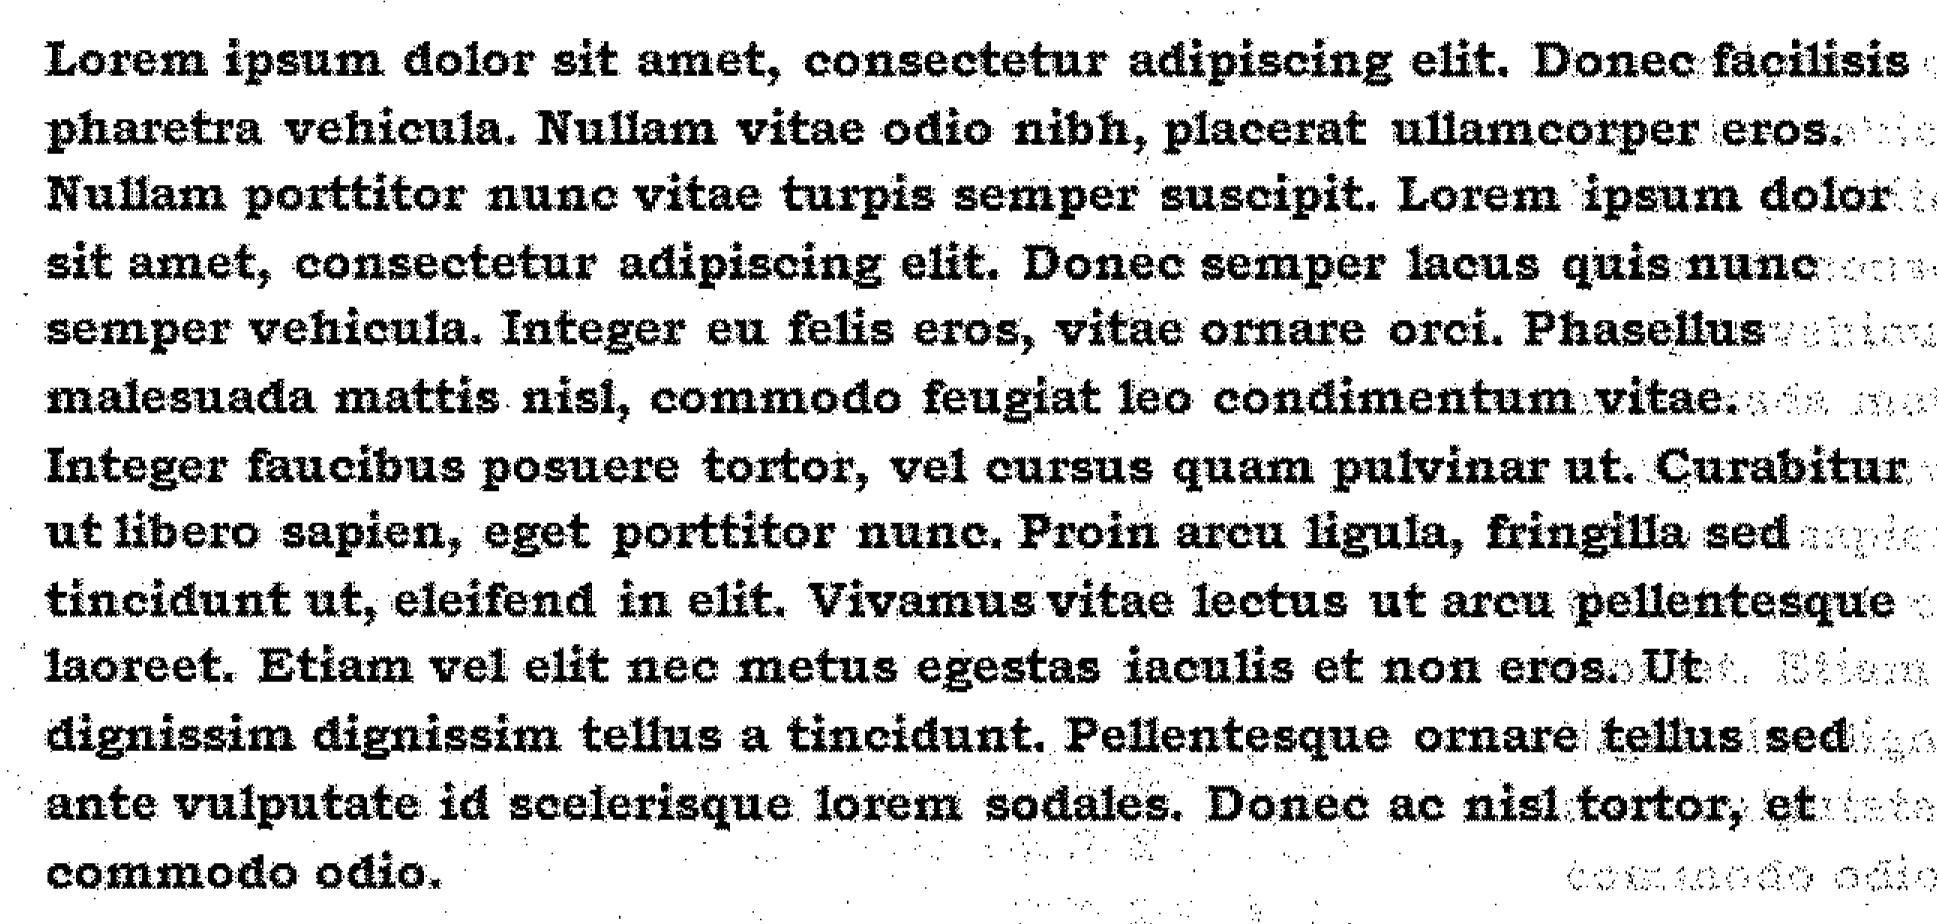 Lorem ipsum dolor sit amet, consectetur adipiscing elit. Donec facilisis
pharetra vehicula. Nullam vitae odio nibh, placerat ullamcorper eros.
Nullam porttitor nunc vitae turpis semper suscipit. Lorem ipsum dolor
sit amet, consectetur adipiscing elit. Donec semper lacus quis nunc
semper vehicula. Integer eu felis eros, vitae ornare orci. Phasellus
malesuada mattis nisl, commodo feugiat leo condimentum vitae.
Integer faucibus posuere tortor, vel cursus quam pulvinar ut. Curabitur
ut libero sapien, eget porttitor nunc. Proin arcu ligula, fringilla sed
tincidunt ut, eleifend in elit. Vivamus vitae lectus ut arcu pellentesque
laoreet. Etiam vel elit nec metus egestas iaculis et non eros. Ut
dignissim dignissim tellus a tincidunt. Pellentesque ornare tellus sed
ante vulputate id scelerisque lorem sodales. Donec ac nisl tortor, et
commodo odio. commodo odio